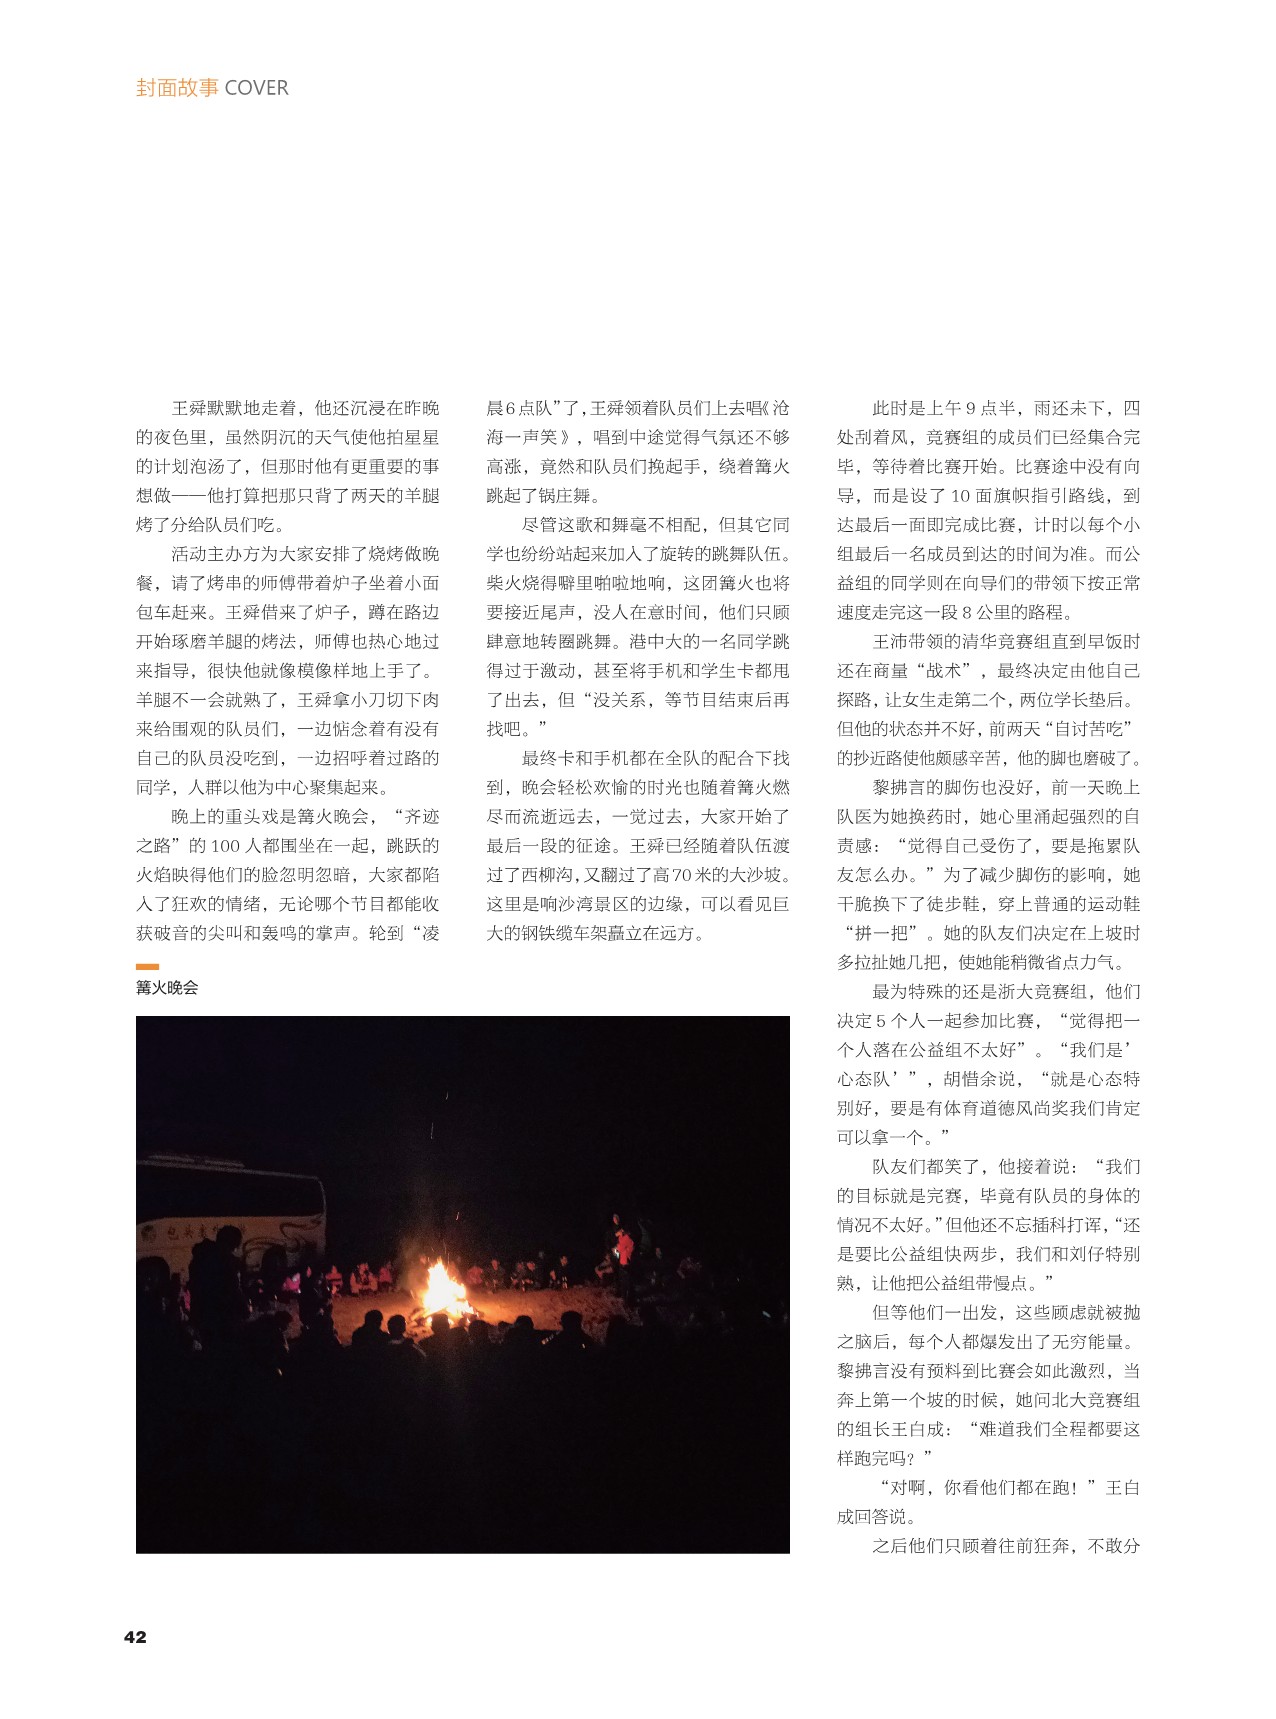 封面故事 COVER
王舜默默地走着，他还沉浸在昨晚
的夜色里，虽然阴沉的天气使他拍星星
的计划泡汤了，但那时他有更重要的事
想做——他打算把那只背了两天的羊腿
烤了分给队员们吃。
活动主办方为大家安排了烧烤做晚
餐，请了烤串的师傅带着炉子坐着小面
包车赶来。王舜借来了炉子，蹲在路边
开始琢磨羊腿的烤法，师傅也热心地过
来指导，很快他就像模像样地上手了。
羊腿不一会就熟了，王舜拿小刀切下肉
来给围观的队员们，一边惦念着有没有
自己的队员没吃到，一边招呼着过路的
同学，人群以他为中心聚集起来。
晚上的重头戏是篝火晚会，“齐迹
之路”的 100 人都围坐在一起，跳跃的
火焰映得他们的脸忽明忽暗，大家都陷
入了狂欢的情绪，无论哪个节目都能收
获破音的尖叫和轰鸣的掌声。轮到“凌
晨6点队”了，王舜领着队员们上去唱《沧
海一声笑》，唱到中途觉得气氛还不够
高涨，竟然和队员们挽起手，绕着篝火
跳起了锅庄舞。
尽管这歌和舞毫不相配，但其它同
学也纷纷站起来加入了旋转的跳舞队伍。
柴火烧得噼里啪啦地响，这团篝火也将
要接近尾声，没人在意时间，他们只顾
肆意地转圈跳舞。港中大的一名同学跳
得过于激动，甚至将手机和学生卡都甩
了出去，但“没关系，等节目结束后再
找吧。”
最终卡和手机都在全队的配合下找
到，晚会轻松欢愉的时光也随着篝火燃
尽而流逝远去，一觉过去，大家开始了
最后一段的征途。王舜已经随着队伍渡
过了西柳沟，又翻过了高70米的大沙坡。
这里是响沙湾景区的边缘，可以看见巨
大的钢铁缆车架矗立在远方。
篝火晚会
此时是上午 9 点半，雨还未下，四
处刮着风，竞赛组的成员们已经集合完
毕，等待着比赛开始。比赛途中没有向
导，而是设了 10 面旗帜指引路线，到
达最后一面即完成比赛，计时以每个小
组最后一名成员到达的时间为准。而公
益组的同学则在向导们的带领下按正常
速度走完这一段 8 公里的路程。
王沛带领的清华竞赛组直到早饭时
还在商量“战术”，最终决定由他自己
探路，让女生走第二个，两位学长垫后。
但他的状态并不好，前两天“自讨苦吃”
的抄近路使他颇感辛苦，他的脚也磨破了。
黎拂言的脚伤也没好，前一天晚上
队医为她换药时，她心里涌起强烈的自
责感：“觉得自己受伤了，要是拖累队
友怎么办。”为了减少脚伤的影响，她
干脆换下了徒步鞋，穿上普通的运动鞋
“拼一把”。她的队友们决定在上坡时
多拉扯她几把，使她能稍微省点力气。
最为特殊的还是浙大竞赛组，他们
决定 5 个人一起参加比赛，“觉得把一
个人落在公益组不太好”。“我们是’
心态队’”，胡惜余说，“就是心态特
别好，要是有体育道德风尚奖我们肯定
可以拿一个。”
队友们都笑了，他接着说：“我们
的目标就是完赛，毕竟有队员的身体的
情况不太好。”但他还不忘插科打诨，“还
是要比公益组快两步，我们和刘仔特别
熟，让他把公益组带慢点。”
但等他们一出发，这些顾虑就被抛
之脑后，每个人都爆发出了无穷能量。
黎拂言没有预料到比赛会如此激烈，当
奔上第一个坡的时候，她问北大竞赛组
的组长王白成：“难道我们全程都要这
样跑完吗？”
“对啊，你看他们都在跑！”王白
成回答说。
之后他们只顾着往前狂奔，不敢分
42